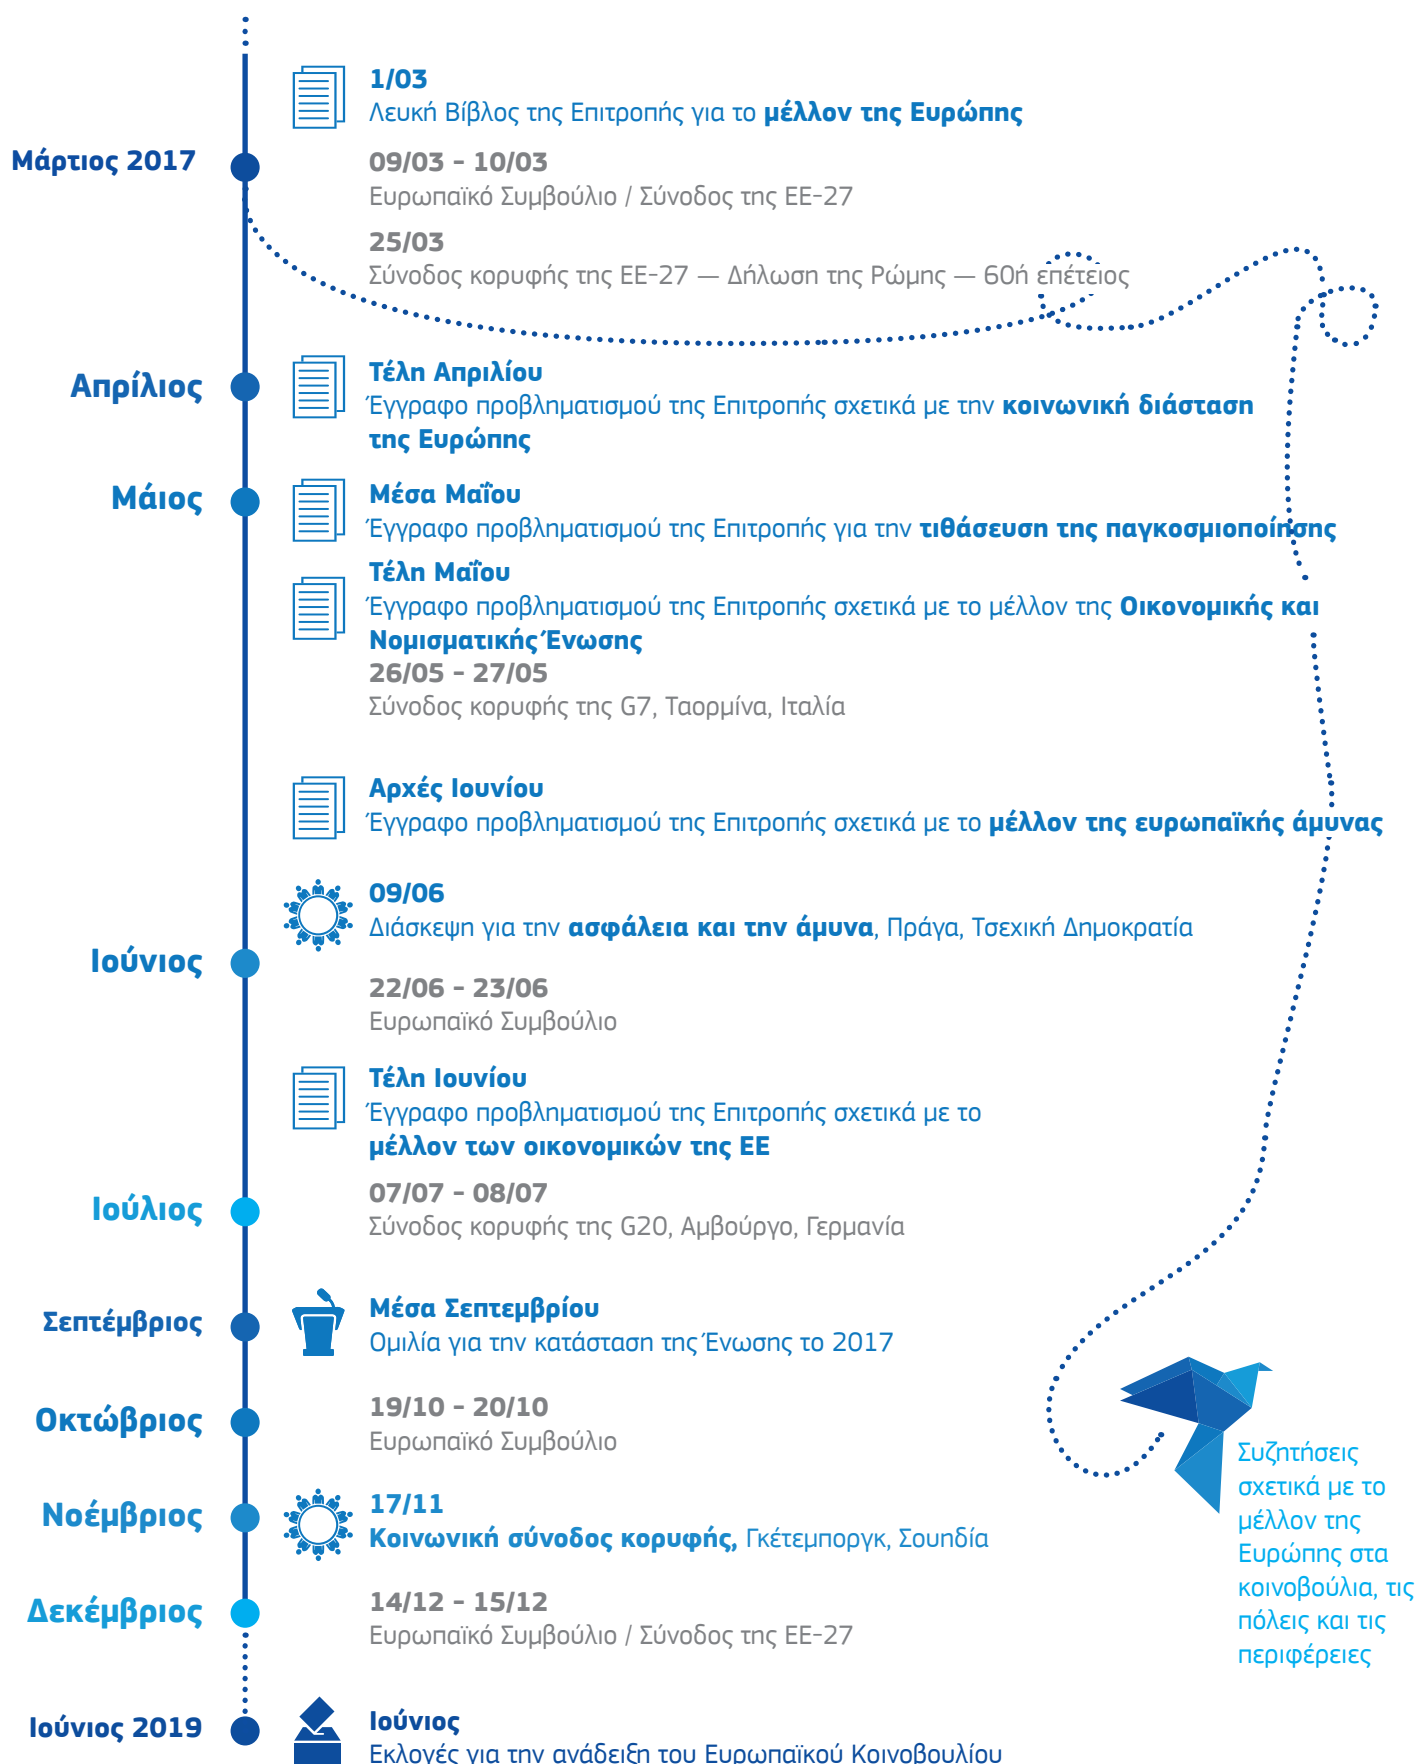 Μάρτιος 2017
1/03
Λευκή Βίβλος της Επιτροπής για το μέλλον της Ευρώπης
09/03 - 10/03
Ευρωπαϊκό Συμβούλιο / Σύνοδος της ΕΕ-27
25/03
Σύνοδος κορυφής της ΕΕ-27 — Δήλωση της Ρώμης — 60ή επέτειος
Απρίλιος
Τέλη Απριλίου
Έγγραφο προβληματισμού της Επιτροπής σχετικά με την κοινωνική διάσταση
της Ευρώπης
Μάιος
Μέσα Μαΐου
Έγγραφο προβληματισμού της Επιτροπής για την τιθάσευση της παγκοσμιοποίησης
Τέλη Μαΐου
Έγγραφο προβληματισμού της Επιτροπής σχετικά με το μέλλον της Οικονομικής και
Νομισματικής Ένωσης
26/05 - 27/05
Σύνοδος κορυφής της G7, Ταορμίνα, Ιταλία
Ιούνιος
Αρχές Ιουνίου
Έγγραφο προβληματισμού της Επιτροπής σχετικά με το μέλλον της ευρωπαϊκής άμυνας
09/06
Διάσκεψη για την ασφάλεια και την άμυνα, Πράγα, Τσεχική Δημοκρατία
22/06 - 23/06
Ευρωπαϊκό Συμβούλιο
Τέλη Ιουνίου
Έγγραφο προβληματισμού της Επιτροπής σχετικά με το
μέλλον των οικονομικών της ΕΕ
Ιούλιος
07/07 - 08/07
Σύνοδος κορυφής της G20, Αμβούργο, Γερμανία
Σεπτέμβριος
Μέσα Σεπτεμβρίου
Ομιλία για την κατάσταση της Ένωσης το 2017
Οκτώβριος
19/10 - 20/10
Ευρωπαϊκό Συμβούλιο
Νοέμβριος
17/11
Κοινωνική σύνοδος κορυφής, Γκέτεμποργκ, Σουηδία
Δεκέμβριος
14/12 - 15/12
Ευρωπαϊκό Συμβούλιο / Σύνοδος της ΕΕ-27
Ιούνιος 2019
Ιούνιος
Εκλογές για την ανάδειξη του Ευρωπαϊκού Κοινοβουλίου
Συζητήσεις
σχετικά με το
μέλλον της
Ευρώπης στα
κοινοβούλια, τις
πόλεις και τις
περιφέρειες